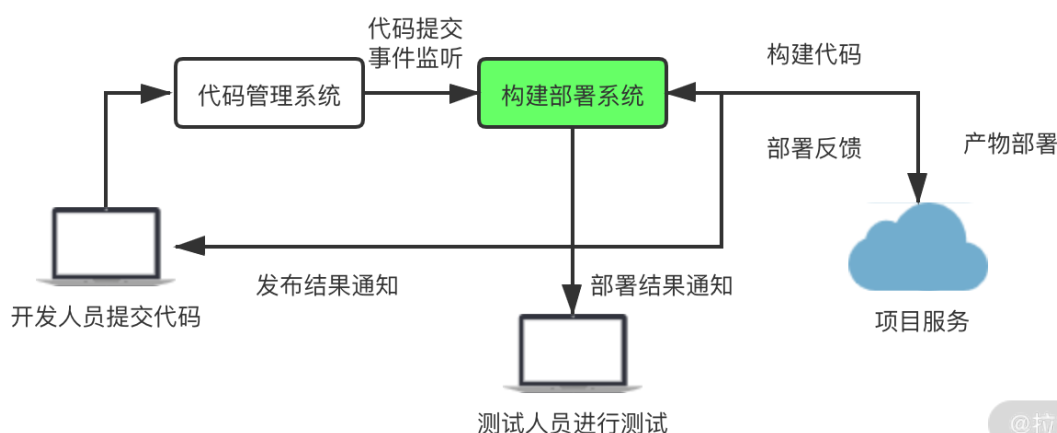 代码提交
事件监听
构建代码
代码管理系统
构建部署系统
部署反馈
产物部署
发布结果通知
部署结果通知
开发人员提交代码
项目服务
测试人员进行测试
@拉